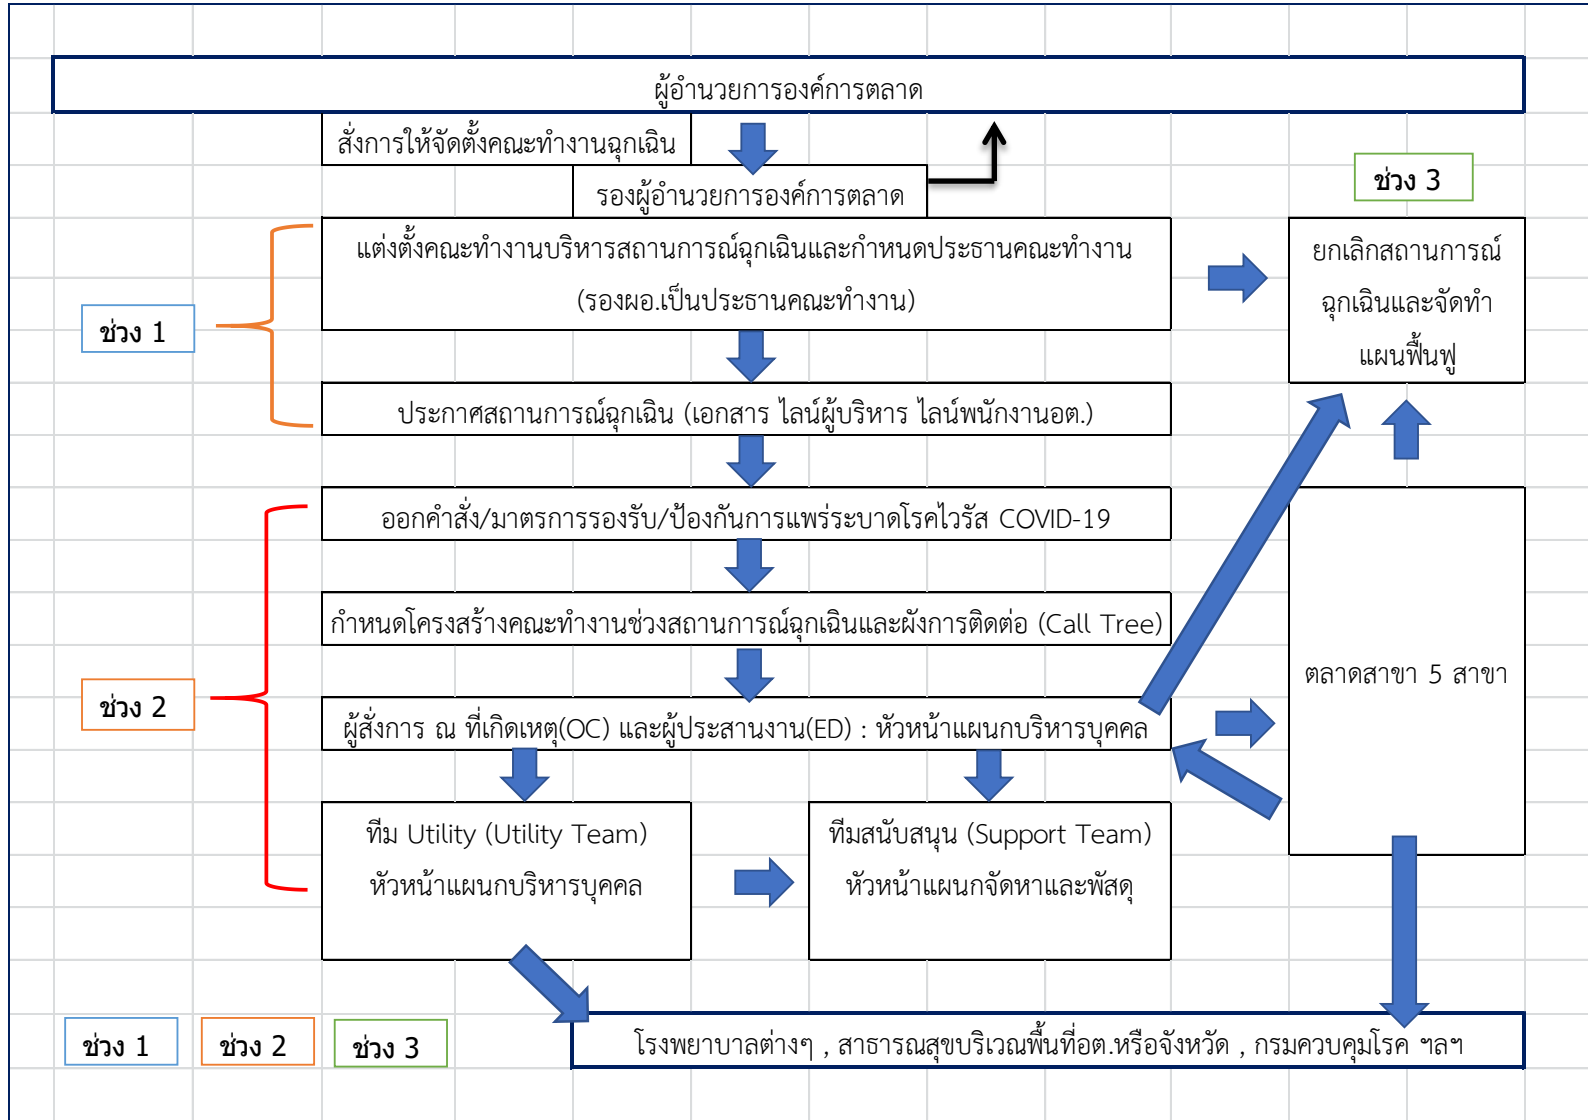 ผู้อำนวยการองค์การตลาด
สั่งการให้จัดตั้งคณะทำงานฉุกเฉิน
รองผู้อำนวยการองค์การตลาด
ช่วง 3
แต่งตั้งคณะทำงานบริหารสถานการณ์ฉุกเฉินและกำหนดประธานคณะทำงาน
(รองผอ.เป็นประธานคณะทำงาน)
ยกเลิกสถานการณ์
ฉุกเฉินและจัดทำ
แผนฟื้นฟู
ช่วง 1
ประกาศสถานการณ์ฉุกเฉิน (เอกสาร ไลน์ผู้บริหาร ไลน์พนักงานอต.)
ออกคำสั่ง/มาตรการรองรับ/ป้องกันการแพร่ระบาดโรคไวรัส COVID-19
กำหนดโครงสร้างคณะทำงานช่วงสถานการณ์ฉุกเฉินและผังการติดต่อ (Call Tree)
ตลาดสาขา 5 สาขา
ช่วง 2
ผู้สั่งการ ณ ที่เกิดเหตุ(OC) และผู้ประสานงาน(ED) : หัวหน้าแผนกบริหารบุคคล
ทีม Utility (Utility Team)
หัวหน้าแผนกบริหารบุคคล
ทีมสนับสนุน (Support Team)
หัวหน้าแผนกจัดหาและพัสดุ
ช่วง 1
ช่วง 2
ช่วง 3
โรงพยาบาลต่างๆ , สาธารณสุขบริเวณพื้นที่อต.หรือจังหวัด , กรมควบคุมโรค ฯลฯ